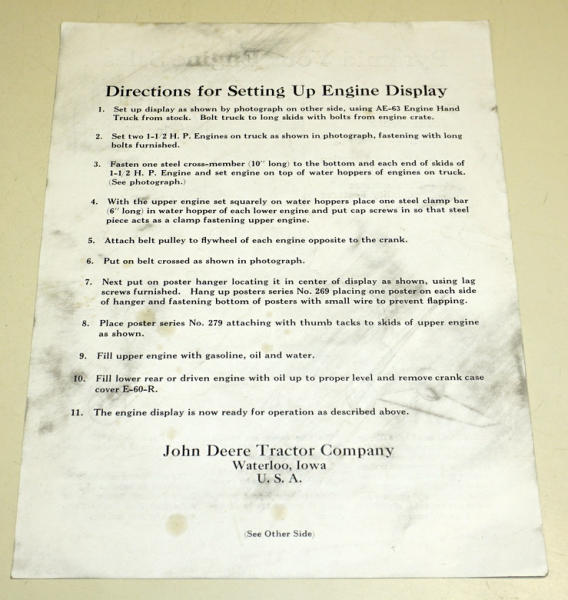 Directions for Setting Up Engine Display
1. Set up display as shown by photograph on other side, using AE-63 Engine Hand
Truck from stock. Bolt truck to long skids with bolts from engine crate.
2. Set two 1-1/2 H. P. Engines on truck as shown in photograph, fastening with long
bolts furnished.
3. Fasten one steel cross-member (10" long) to the bottom and each end of skids of
1-1/2 H. P. Engine and set engine on top of water hoppers of engines on truck.
(See photograph.)
4. With the upper engine set squarely on water hoppers place one steel clamp bar
(6" long) in water hopper of each lower engine and put cap screws in so that steel
piece acts as a clamp fastening upper engine.
5. Attach belt pulley to flywheel of each engine opposite to the crank.
6. Put on belt crossed as shown in photograph.
7. Next put on poster hanger locating it in center of display as shown, using lag
screws furnished. Hang up posters series No. 269 placing one poster on each side
of hanger and fastening bottom of posters with small wire to prevent flapping.
8. Place poster series No. 279 attaching with thumb tacks to skids of upper engine
as shown.
9. Fill upper engine with gasoline, oil and water.
10. Fill lower rear or driven engine with oil up to proper level and remove crank case
cover E-60-R.
11. The engine display is now ready for operation as described above.
John Deere Tractor Company
Waterloo, Iowa
U. S. A.
(See Other Side)